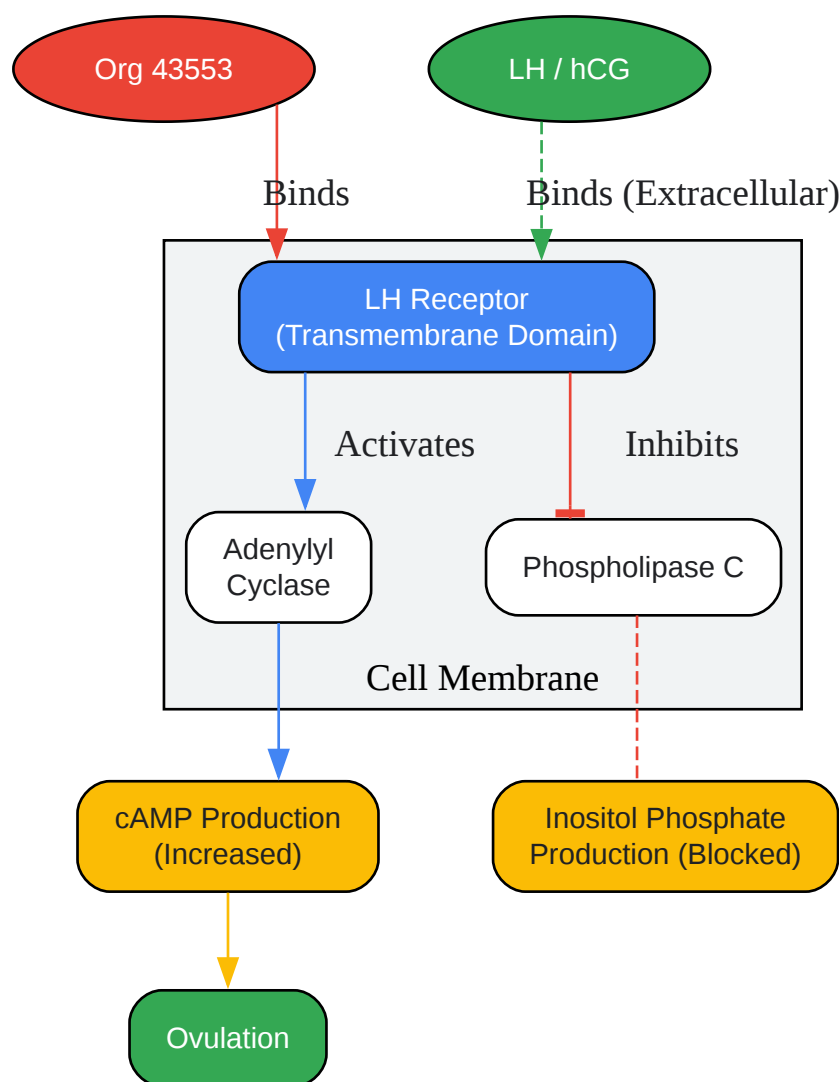 Org 43553
LH / hCG
Binds
Binds (Extracellular)
LH Receptor
(Transmembrane Domain)
Activates
Inhibits
Adenylyl
Cyclase
Phospholipase C
Cell Membrane
cAMP Production
(Increased)
Inositol Phosphate
Production (Blocked)
Ovulation